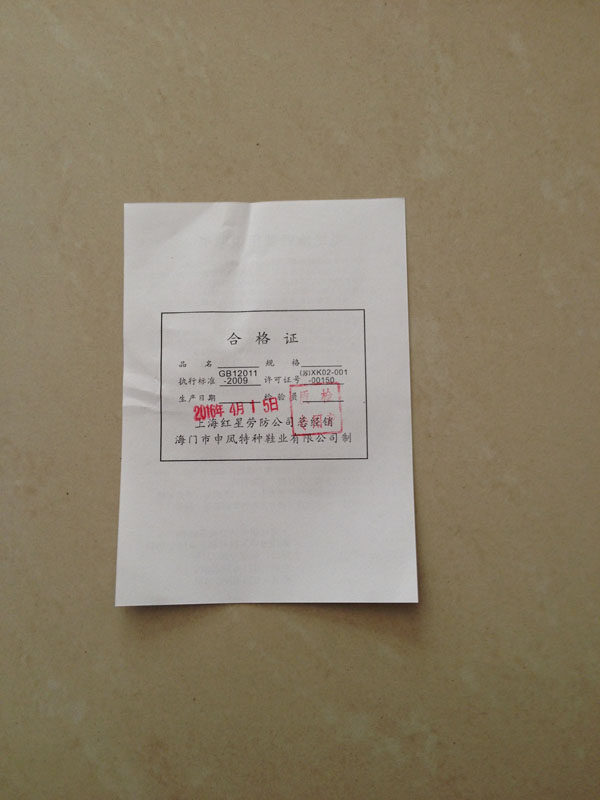 合格证
品 名 规 格
执行标准 GB12011-2009 许可证号 (苏)XK02-001-00150
生产日期 2016年4月15日 检验员
上海红星劳防公司总经销
海门市申凤特种鞋业有限公司制